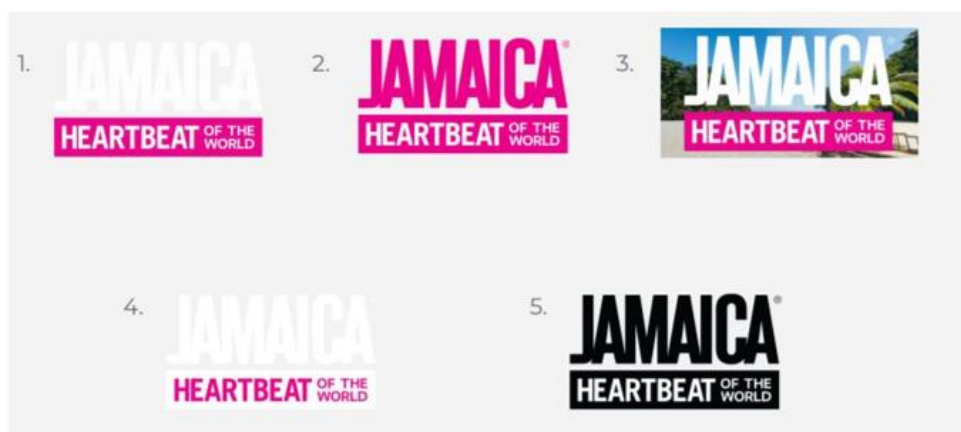 1.
JAMAICA
HEARTBEAT OF THE WORLD
2.
JAMAICA®
HEARTBEAT OF THE WORLD
3.
JAMAICA®
HEARTBEAT OF THE WORLD
4.
JAMAICA
HEARTBEAT OF THE WORLD
5.
JAMAICA®
HEARTBEAT OF THE WORLD